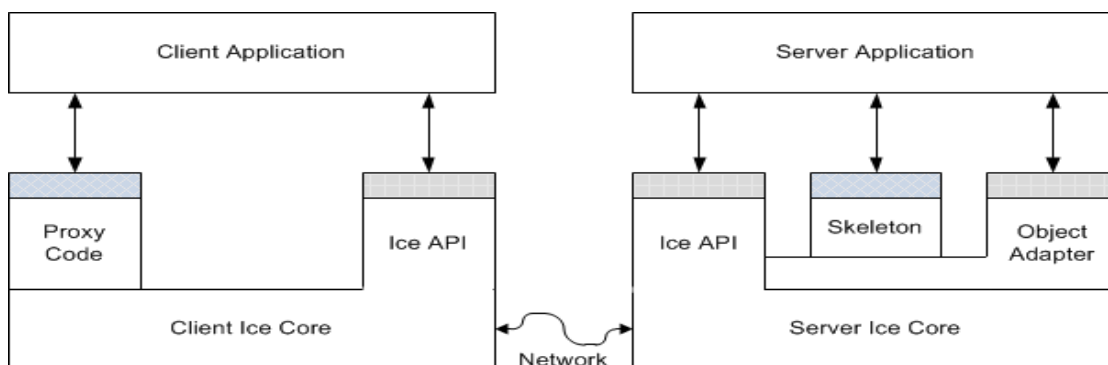 Client Application
Server Application
Proxy
Code
Ice API
Ice API
Skeleton
Object
Adapter
Client Ice Core
Network
Server Ice Core